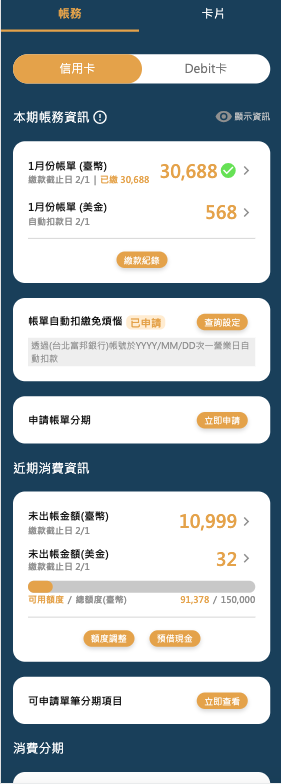 帳務
卡片
信用卡
Debit卡
本期帳務資訊
顯示資訊
1月份帳單 (臺幣)
繳款截止日 2/1 | 已繳 30,688
30,688
1月份帳單 (美金)
自動扣款日 2/1
568
繳款紀錄
帳單自動扣繳免煩惱 已申請
查詢設定
透過(台北富邦銀行)帳號於YYYY/MM/DD次一營業日自
動扣款
申請帳單分期
立即申請
近期消費資訊
未出帳金額(臺幣)
繳款截止日 2/1
10,999
未出帳金額(美金)
繳款截止日 2/1
32
可用額度 / 總額度(臺幣)
91,378 / 150,000
額度調整
預借現金
可申請單筆分期項目
立即查看
消費分期